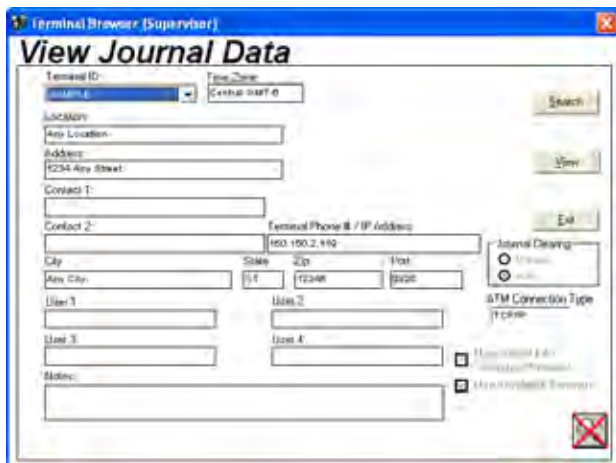 Terminal Browser (Supervisor)
View Journal Data
Terminal ID: Time Zone:
Central GMT-6
Search
Location:
Any Location
Address:
1234 Any Street
View
Contact 1:
Contact 2: Terminal Phone # / IP Address
Exit
Journal Clearing
City State Zip Port
Any City
ATM Connection Type
User 1 User 2
TCP/IP
User 3 User 4
Notes: